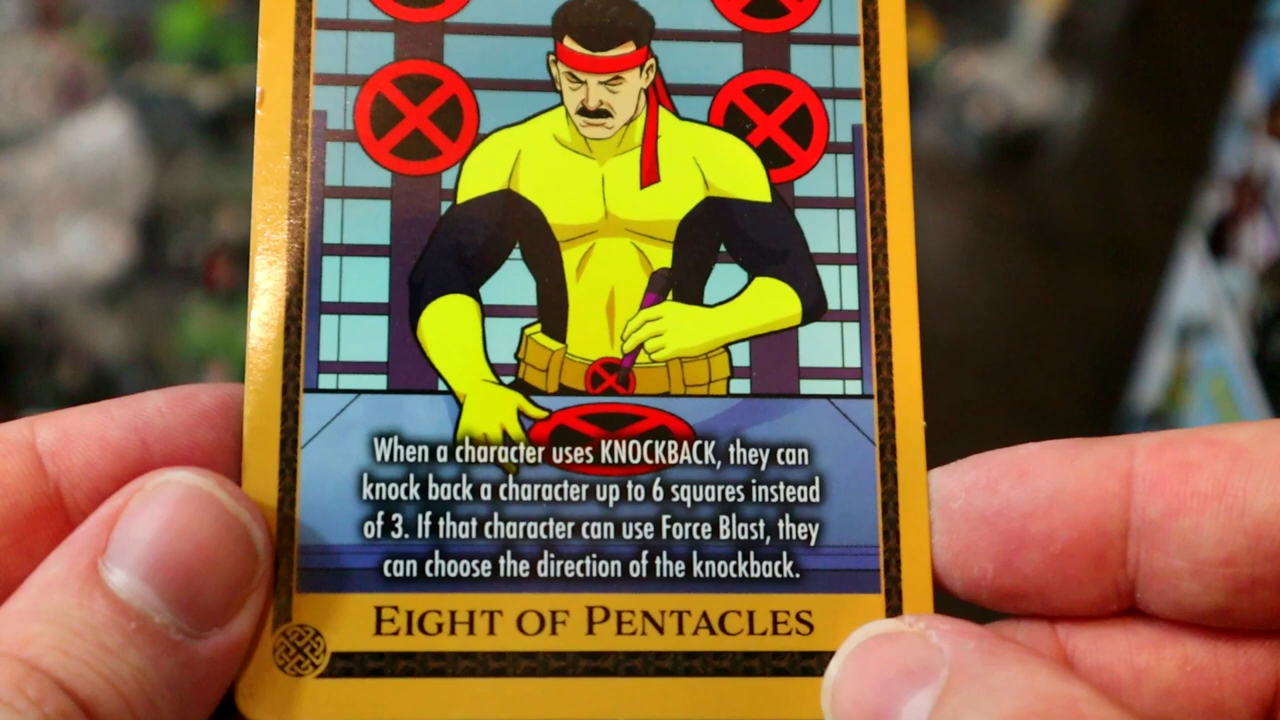 When a character uses KNOCKBACK, they can
knock back a character up to 6 squares instead
of 3. If that character can use Force Blast, they
can choose the direction of the knockback.
EIGHT OF PENTACLES